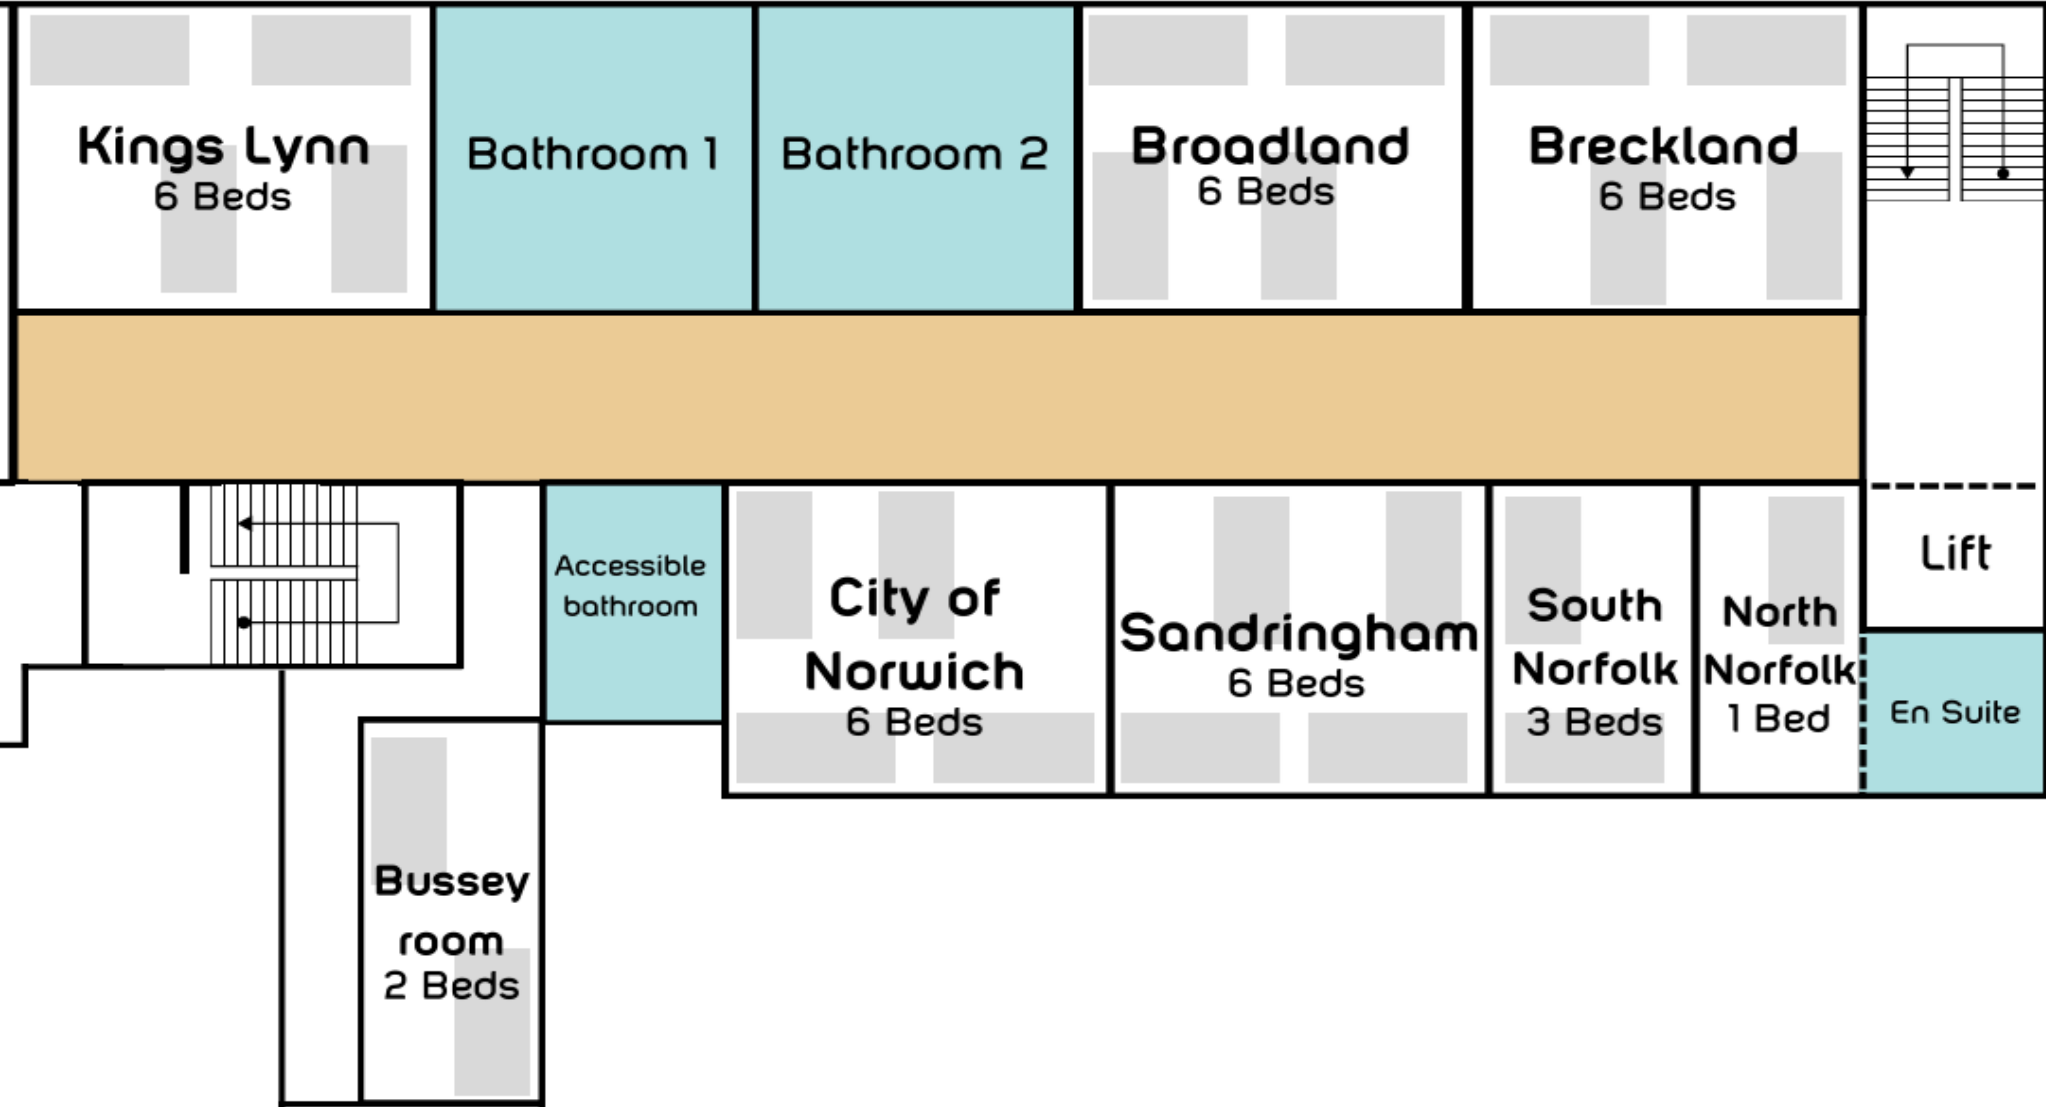 Kings Lynn
6 Beds
Bathroom 1
Bathroom 2
Broadland
6 Beds
Breckland
6 Beds
Accessible
bathroom
City of
Norwich
6 Beds
Sandringham
6 Beds
South
Norfolk
3 Beds
North
Norfolk
1 Bed
Lift
En Suite
Bussey
room
2 Beds